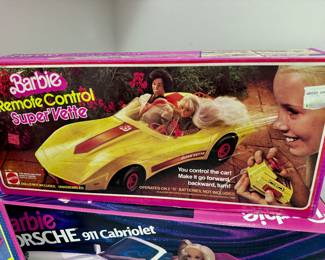 Barbie
Remote Control
Super Vette
You control the car!
Make it go forward,
backward, turn!
OPERATES ON 2 "D" BATTERIES, NOT INCLUDED
Barbie
PORSCHE 911 Cabriolet